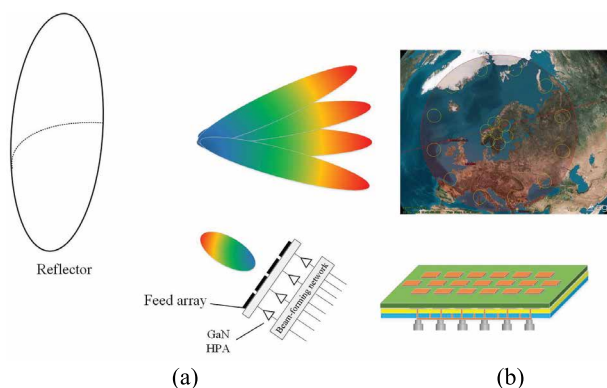 Reflector
Feed array
GaN
HPA
Beam-forming network
(a)
(b)